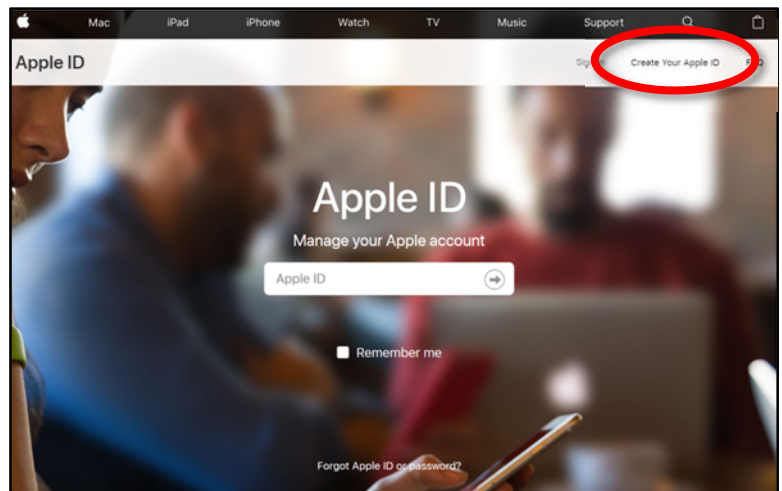 Mac iPad iPhone Watch TV Music Support
Apple ID Create Your Apple ID
Apple ID
Manage your Apple account
Apple ID
Remember me
Forgot Apple ID or password?